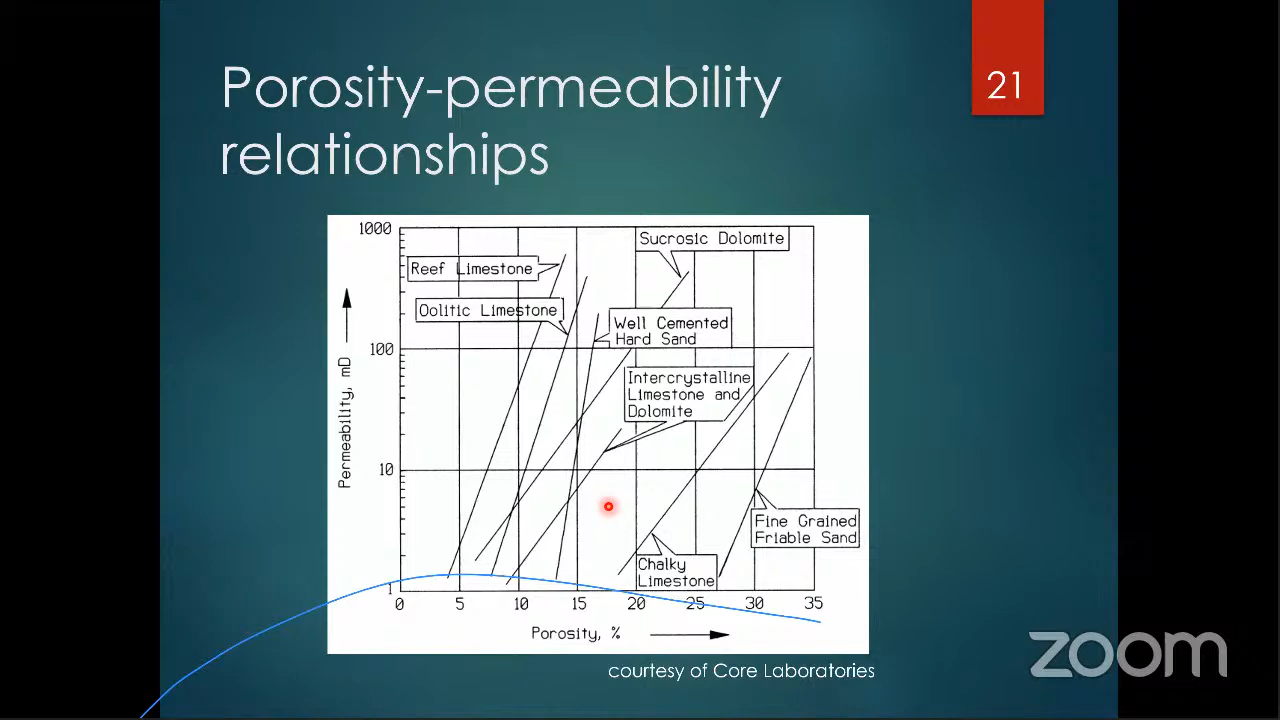 Porosity-permeability
relationships
21
1000
Sucrosic Dolomite
Reef Limestone
Oolitic Limestone
Well Cemented
Hard Sand
100
Intercrystalline
Limestone and
Dolomite
Permeability, mD
10
Fine Grained
Friable Sand
Chalky
Limestone
1
0 5 10 15 20 25 30 35
Porosity, %
courtesy of Core Laboratories
zoom